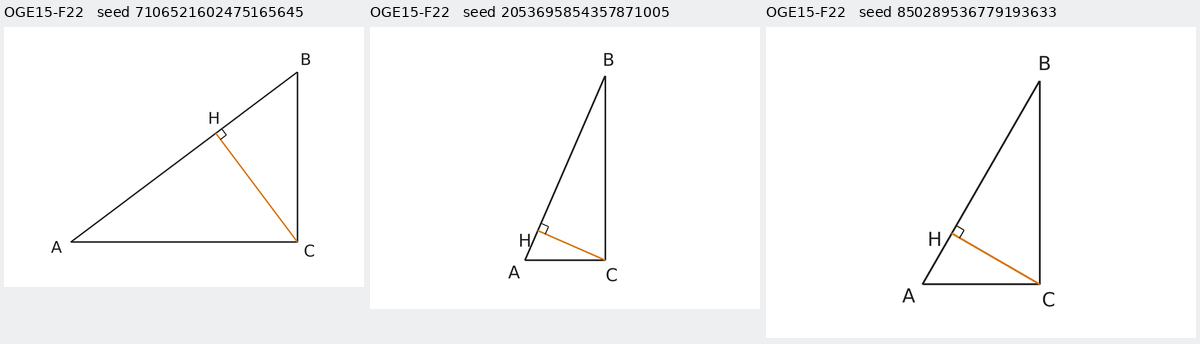 OGE15-F22 seed 7106521602475165645
B
H
A
C
OGE15-F22 seed 2053695854357871005
B
H
A
C
OGE15-F22 seed 850289536779193633
B
H
A
C